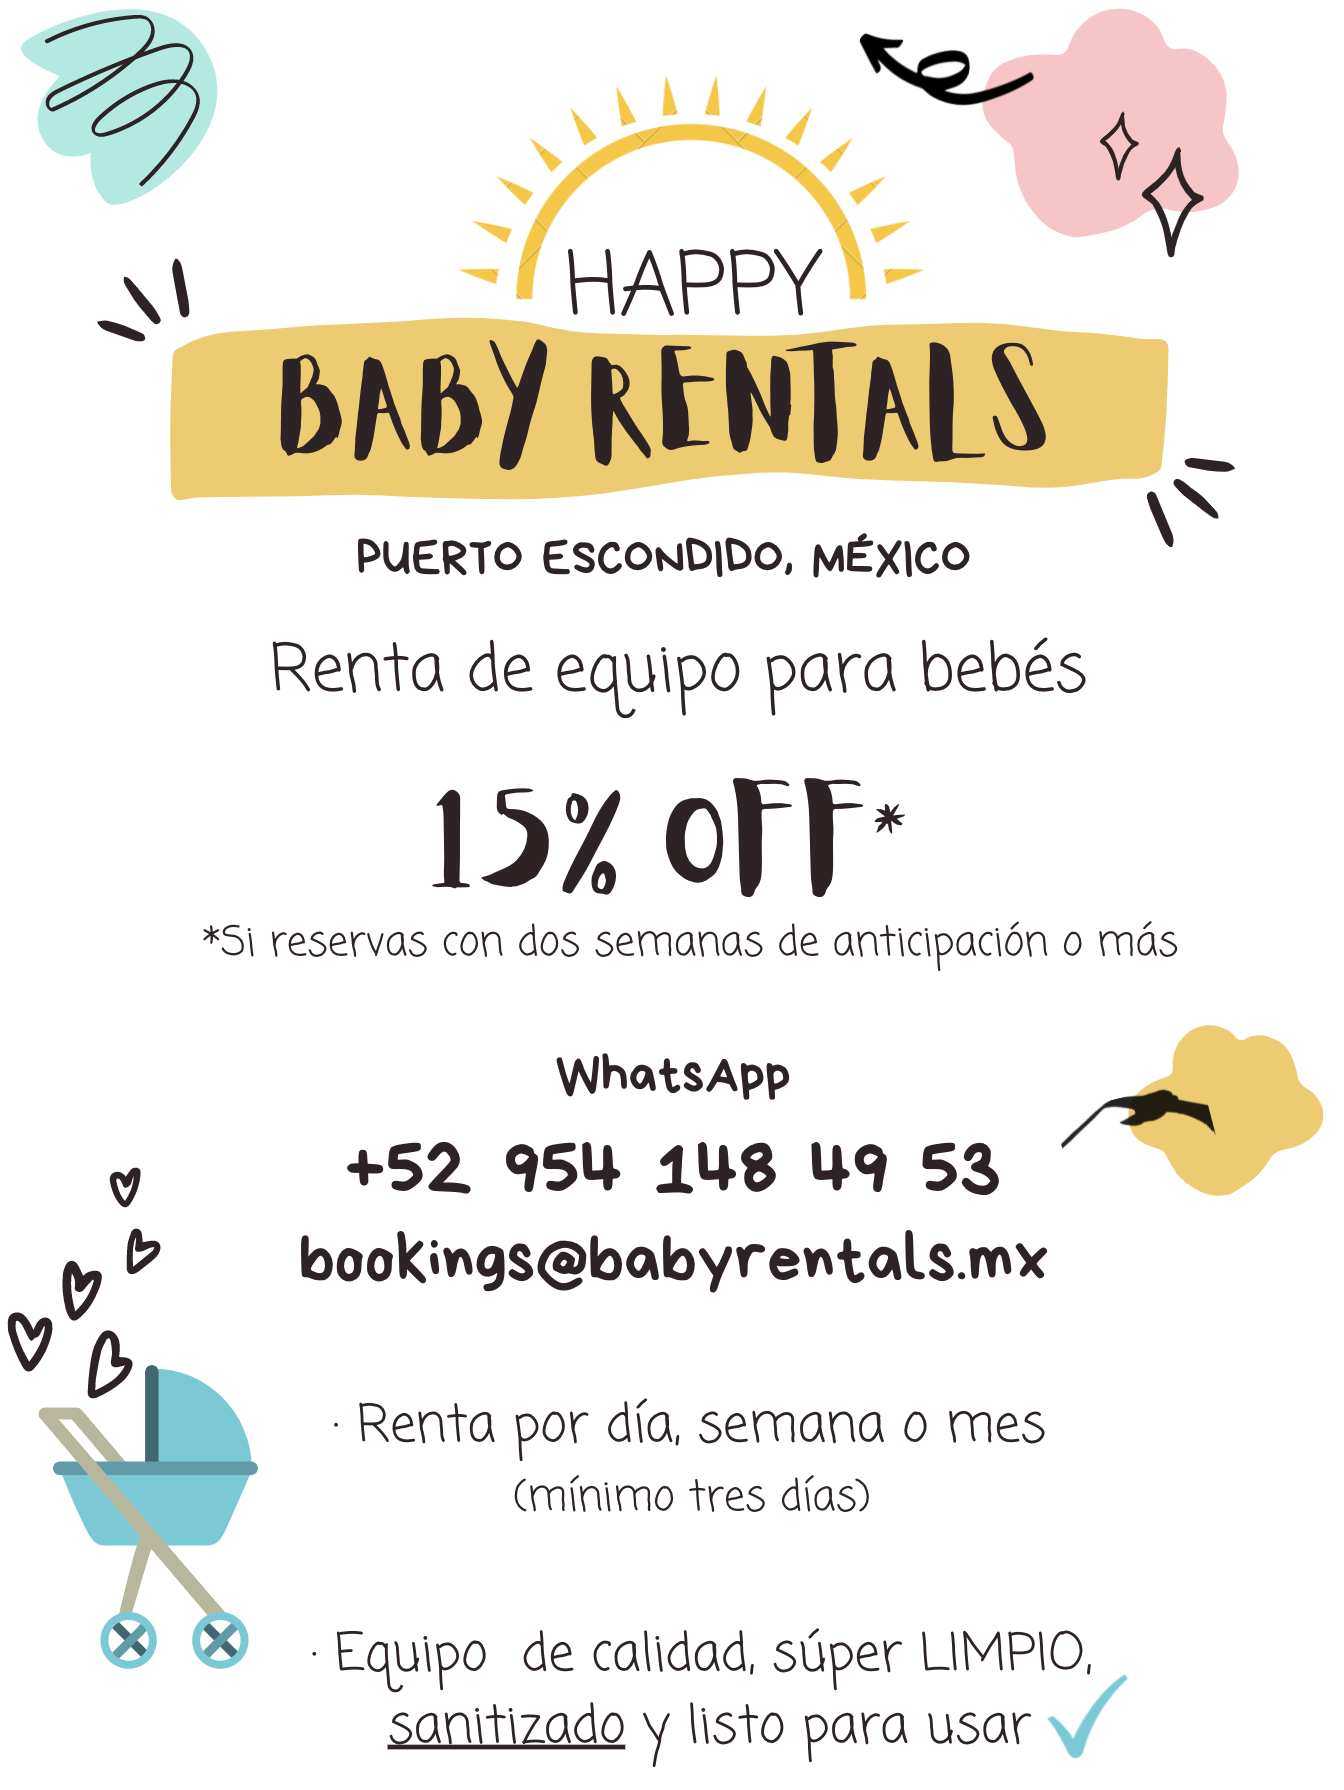 HAPPY
BABY RENTALS
PUERTO ESCONDIDO, MÉXICO
Renta de equipo para bebés
15% OFF*
*Si reservas con dos semanas de anticipación o más
WhatsApp
+52 954 148 49 53
bookings@babyrentals.mx
· Renta por día, semana o mes
(mínimo tres días)
· Equipo de calidad, súper LIMPIO,
sanitizado y listo para usar